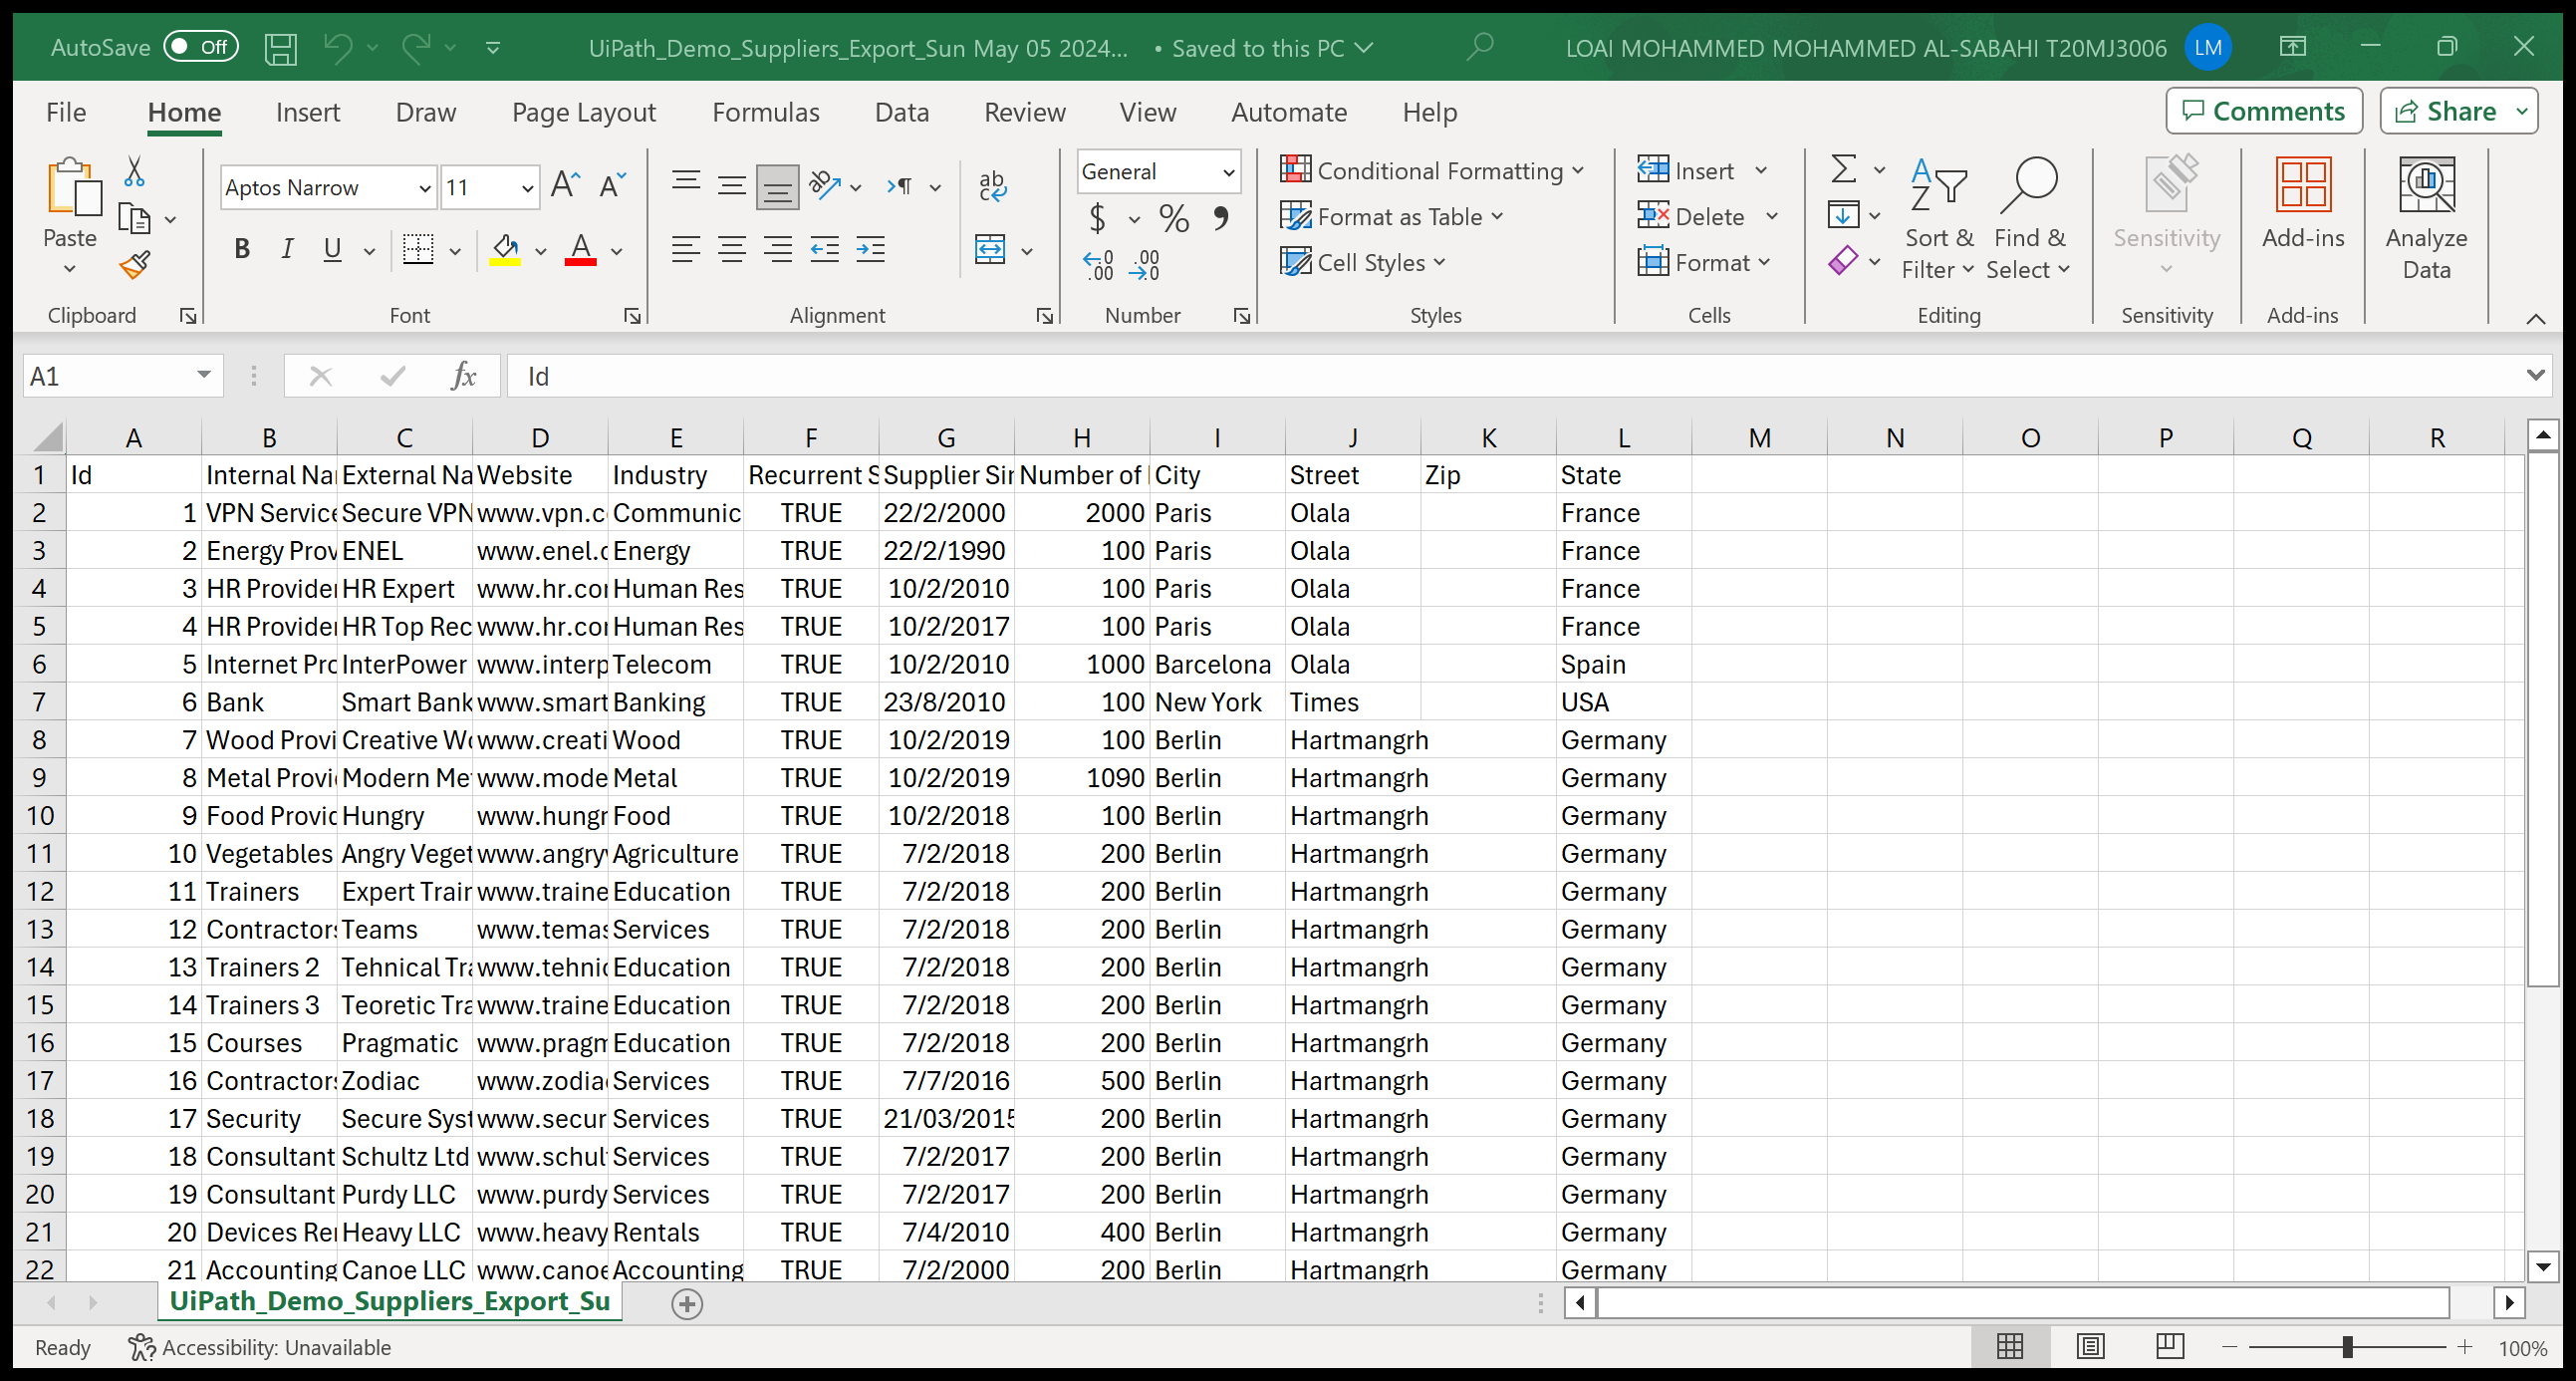 AutoSave Off UiPath_Demo_Suppliers_Export_Sun May 05 2024... • Saved to this PC LOAI MOHAMMED MOHAMMED AL-SABAHI T20MJ3006 LM
File Home Insert Draw Page Layout Formulas Data Review View Automate Help Comments Share
Paste Aptos Narrow 11 General Conditional Formatting Insert Sort & Find & Sensitivity Add-ins Analyze
B I U $ % Format as Table Delete Filter Select Data
Cell Styles Format
Clipboard Font Alignment Number Styles Cells Editing Sensitivity Add-ins
A1 fx Id
A B C D E F G H I J K L M N O P Q R
1 Id Internal Na External Na Website Industry Recurrent S Supplier Sin Number of City Street Zip State
2 1 VPN Service Secure VPN www.vpn.c Communic TRUE 22/2/2000 2000 Paris Olala France
3 2 Energy Prov ENEL www.enel.c Energy TRUE 22/2/1990 100 Paris Olala France
4 3 HR Provider HR Expert www.hr.cor Human Res TRUE 10/2/2010 100 Paris Olala France
5 4 HR Provider HR Top Rec www.hr.cor Human Res TRUE 10/2/2017 100 Paris Olala France
6 5 Internet Pro InterPower www.interp Telecom TRUE 10/2/2010 1000 Barcelona Olala Spain
7 6 Bank Smart Bank www.smart Banking TRUE 23/8/2010 100 New York Times USA
8 7 Wood Provi Creative Wo www.creati Wood TRUE 10/2/2019 100 Berlin Hartmangrh Germany
9 8 Metal Provi Modern Met www.mode Metal TRUE 10/2/2019 1090 Berlin Hartmangrh Germany
10 9 Food Provid Hungry www.hungr Food TRUE 10/2/2018 100 Berlin Hartmangrh Germany
11 10 Vegetables Angry Veget www.angryv Agriculture TRUE 7/2/2018 200 Berlin Hartmangrh Germany
12 11 Trainers Expert Train www.traine Education TRUE 7/2/2018 200 Berlin Hartmangrh Germany
13 12 Contractors Teams www.temas Services TRUE 7/2/2018 200 Berlin Hartmangrh Germany
14 13 Trainers 2 Tehnical Tra www.tehnic Education TRUE 7/2/2018 200 Berlin Hartmangrh Germany
15 14 Trainers 3 Teoretic Tra www.traine Education TRUE 7/2/2018 200 Berlin Hartmangrh Germany
16 15 Courses Pragmatic www.pragm Education TRUE 7/2/2018 200 Berlin Hartmangrh Germany
17 16 Contractors Zodiac www.zodiac Services TRUE 7/7/2016 500 Berlin Hartmangrh Germany
18 17 Security Secure Syst www.secur Services TRUE 21/03/2015 200 Berlin Hartmangrh Germany
19 18 Consultant Schultz Ltd www.schult Services TRUE 7/2/2017 200 Berlin Hartmangrh Germany
20 19 Consultant Purdy LLC www.purdy Services TRUE 7/2/2017 200 Berlin Hartmangrh Germany
21 20 Devices Ren Heavy LLC www.heavy Rentals TRUE 7/4/2010 400 Berlin Hartmangrh Germany
22 21 Accounting Canoe LLC www.canoe Accounting TRUE 7/2/2000 200 Berlin Hartmangrh Germany
UiPath_Demo_Suppliers_Export_Su
Ready Accessibility: Unavailable 100%